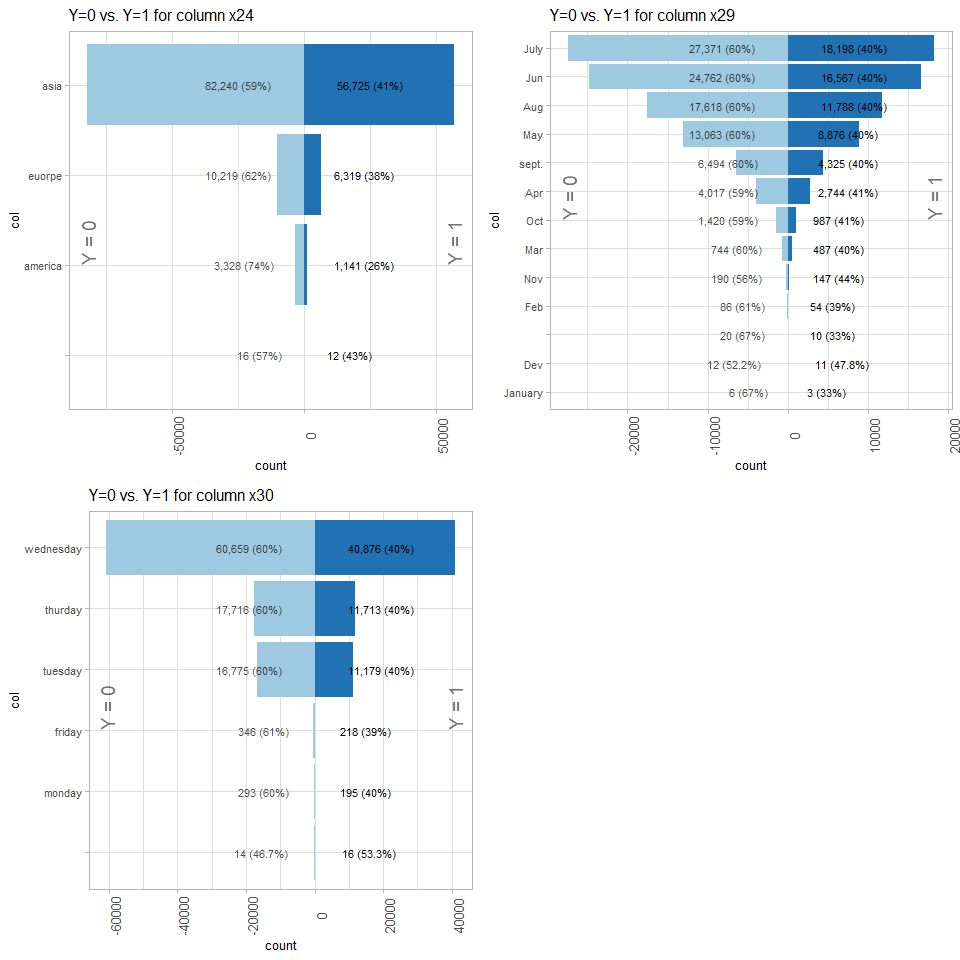 Y=0 vs. Y=1 for column x24
asia
82,240 (59%)
56,725 (41%)
euorpe
10,219 (62%)
6,319 (38%)
america
3,328 (74%)
1,141 (26%)
16 (57%)
12 (43%)
Y = 0
Y = 1
col
-50000
0
50000
count
Y=0 vs. Y=1 for column x29
July
27,371 (60%)
18,198 (40%)
Jun
24,762 (60%)
16,567 (40%)
Aug
17,618 (60%)
11,788 (40%)
May
13,063 (60%)
8,876 (40%)
sept.
6,494 (60%)
4,325 (40%)
Apr
4,017 (59%)
2,744 (41%)
Oct
1,420 (59%)
987 (41%)
Mar
744 (60%)
487 (40%)
Nov
190 (56%)
147 (44%)
Feb
86 (61%)
54 (39%)
20 (67%)
10 (33%)
Dev
12 (52.2%)
11 (47.8%)
January
6 (67%)
3 (33%)
Y = 0
Y = 1
col
-20000
-10000
0
10000
20000
count
Y=0 vs. Y=1 for column x30
wednesday
60,659 (60%)
40,876 (40%)
thurday
17,716 (60%)
11,713 (40%)
tuesday
16,775 (60%)
11,179 (40%)
friday
346 (61%)
218 (39%)
monday
293 (60%)
195 (40%)
14 (46.7%)
16 (53.3%)
Y = 0
Y = 1
col
-60000
-40000
-20000
0
20000
40000
count